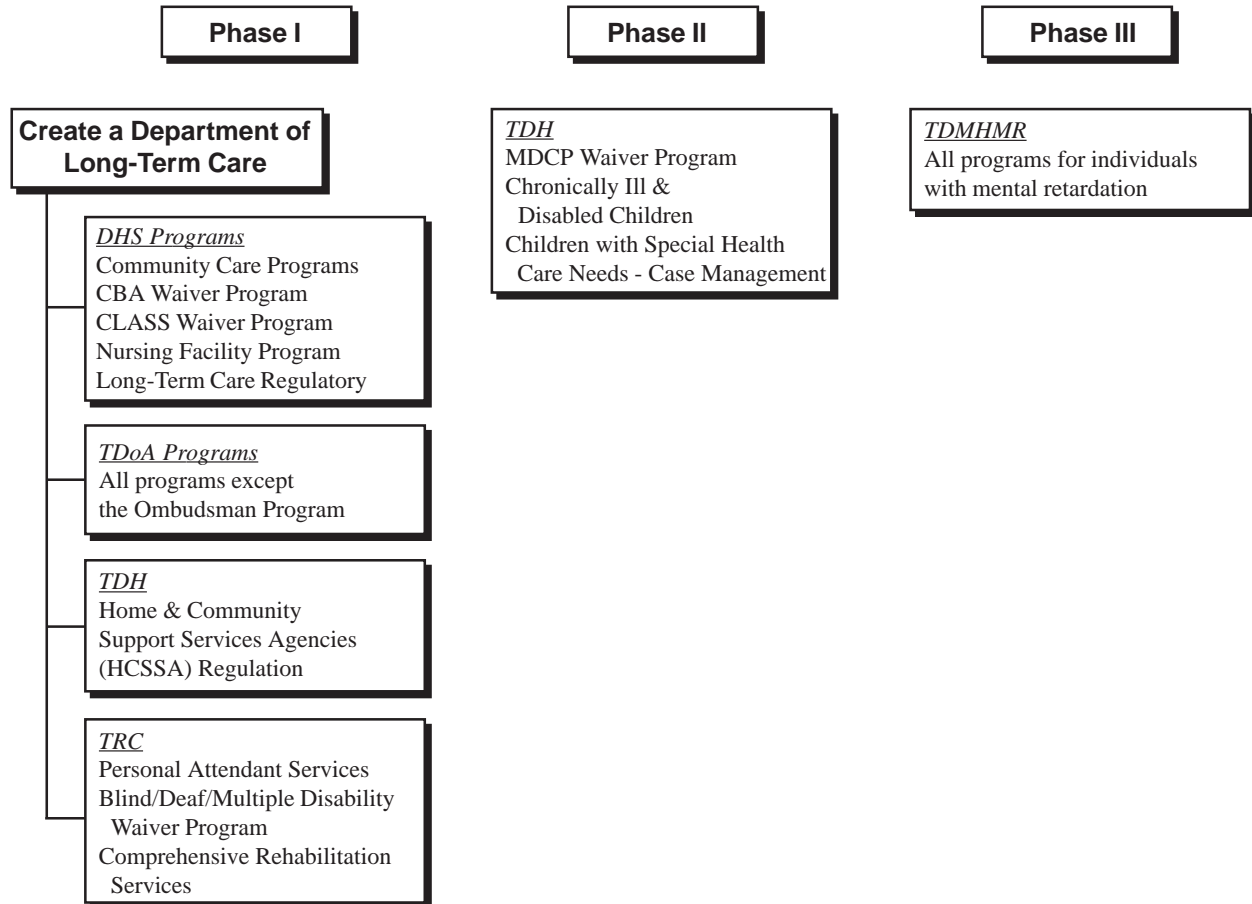 Phase I
Phase II
Phase III
Create a Department of
Long-Term Care
DHS Programs
Community Care Programs
CBA Waiver Program
CLASS Waiver Program
Nursing Facility Program
Long-Term Care Regulatory
TDoA Programs
All programs except
the Ombudsman Program
TDH
Home & Community
Support Services Agencies
(HCSSA) Regulation
TRC
Personal Attendant Services
Blind/Deaf/Multiple Disability
Waiver Program
Comprehensive Rehabilitation
Services
TDH
MDCP Waiver Program
Chronically Ill &
Disabled Children
Children with Special Health
Care Needs - Case Management
TDMHMR
All programs for individuals
with mental retardation